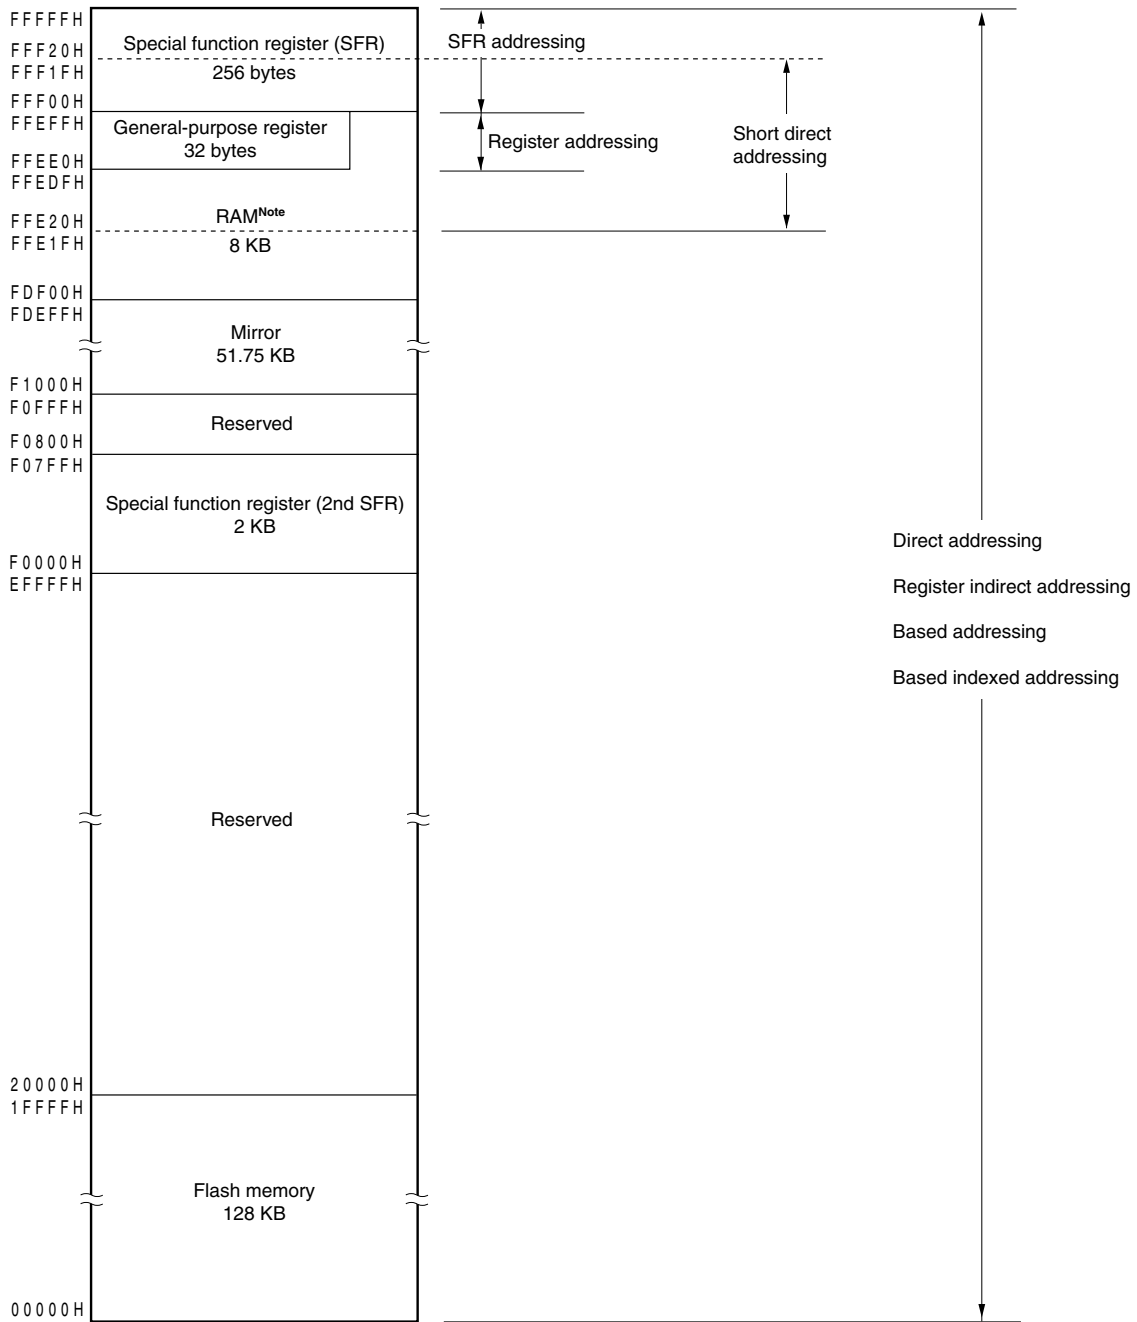 FFFFFH
Special function register (SFR)
SFR addressing
FFF20H
FFF1FH
256 bytes
FFF00H
FFEFFH
General-purpose register
32 bytes
Register addressing
Short direct
addressing
FFEE0H
FFEDFH
RAMNote
FFE20H
FFE1FH
8 KB
FDF00H
FDEFFH
Mirror
51.75 KB
F1000H
F0FFFH
Reserved
F0800H
F07FFH
Special function register (2nd SFR)
2 KB
F0000H
EFFFFH
Direct addressing
Register indirect addressing
Based addressing
Based indexed addressing
Reserved
20000H
1FFFFH
Flash memory
128 KB
00000H